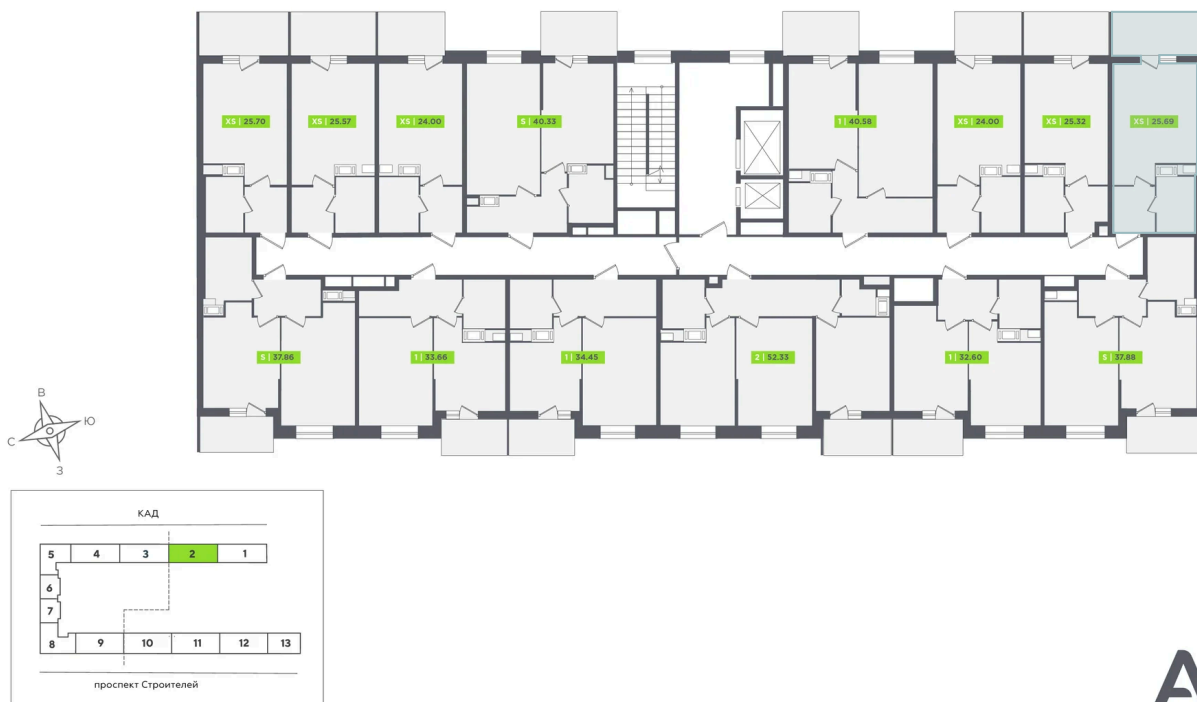 XS | 25.70
XS | 25.57
XS | 24.00
S | 40.33
1 | 40.58
XS | 24.00
XS | 25.32
XS | 25.69
S | 37.86
1 | 33.66
1 | 34.45
2 | 52.33
1 | 32.60
S | 37.88
В
Ю
С
З
КАД
5 4 3 2 1
6
7
8 9 10 11 12 13
проспект Строителей